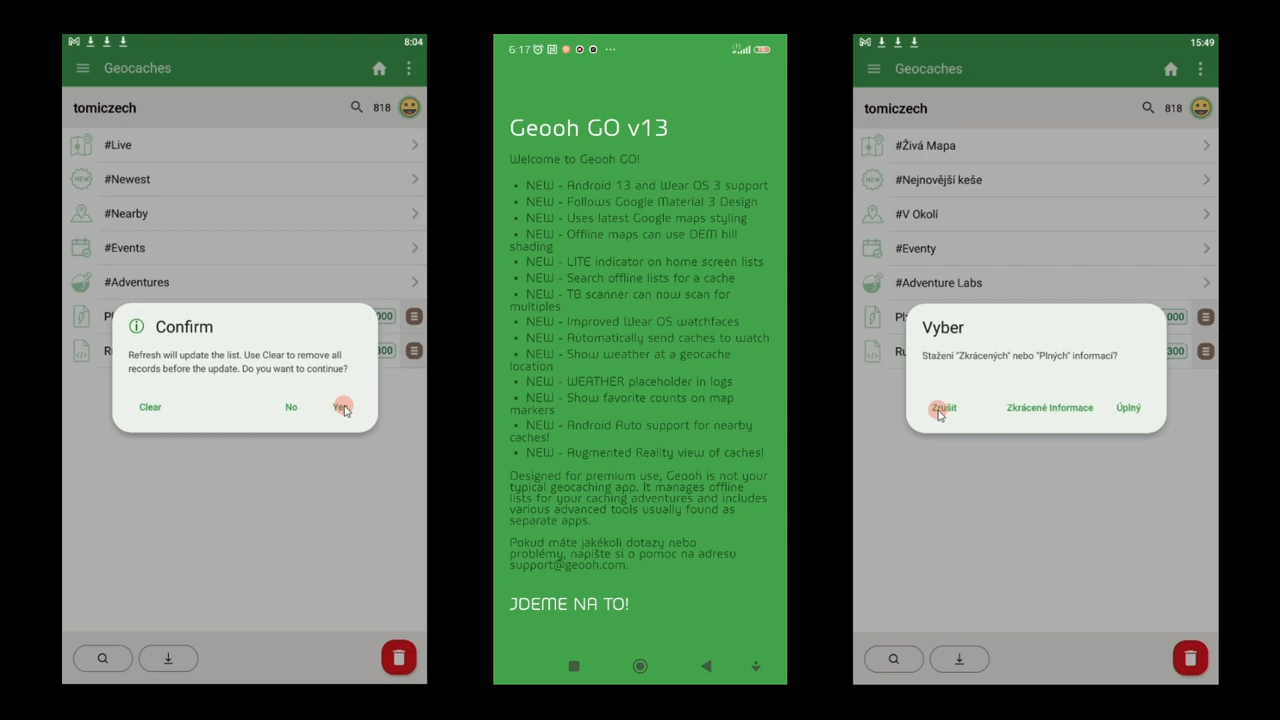 8:04
Geocaches
tomiczech
818
#Live
#Newest
#Nearby
#Events
#Adventures
Confirm
Refresh will update the list. Use Clear to remove all
records before the update. Do you want to continue?
Clear No Yes
6:17
Geooh GO v13
Welcome to Geooh GO!
• NEW - Android 13 and Wear OS 3 support
• NEW - Follows Google Material 3 Design
• NEW - Uses latest Google maps styling
• NEW - Offline maps can use DEM hill
shading
• NEW - LITE indicator on home screen lists
• NEW - Search offline lists for a cache
• NEW - TB scanner can now scan for
multiples
• NEW - Improved Wear OS watchfaces
• NEW - Automatically send caches to watch
• NEW - Show weather at a geocache
location
• NEW - WEATHER placeholder in logs
• NEW - Show favorite counts on map
markers
• NEW - Android Auto support for nearby
caches!
• NEW - Augmented Reality view of caches!
Designed for premium use, Geooh is not your
typical geocaching app. It manages offline
lists for your caching adventures and includes
various advanced tools usually found as
separate apps.
Pokud máte jakékoli dotazy nebo
problémy, napište si o pomoc na adresu
support@geooh.com.
JDEME NA TO!
15:49
Geocaches
tomiczech
818
#Živá Mapa
#Nejnovější keše
#V Okolí
#Eventy
#Adventure Labs
Vyber
Stažení "Zkrácených" nebo "Plných" informací?
Zrušit Zkrácené Informace Úplný